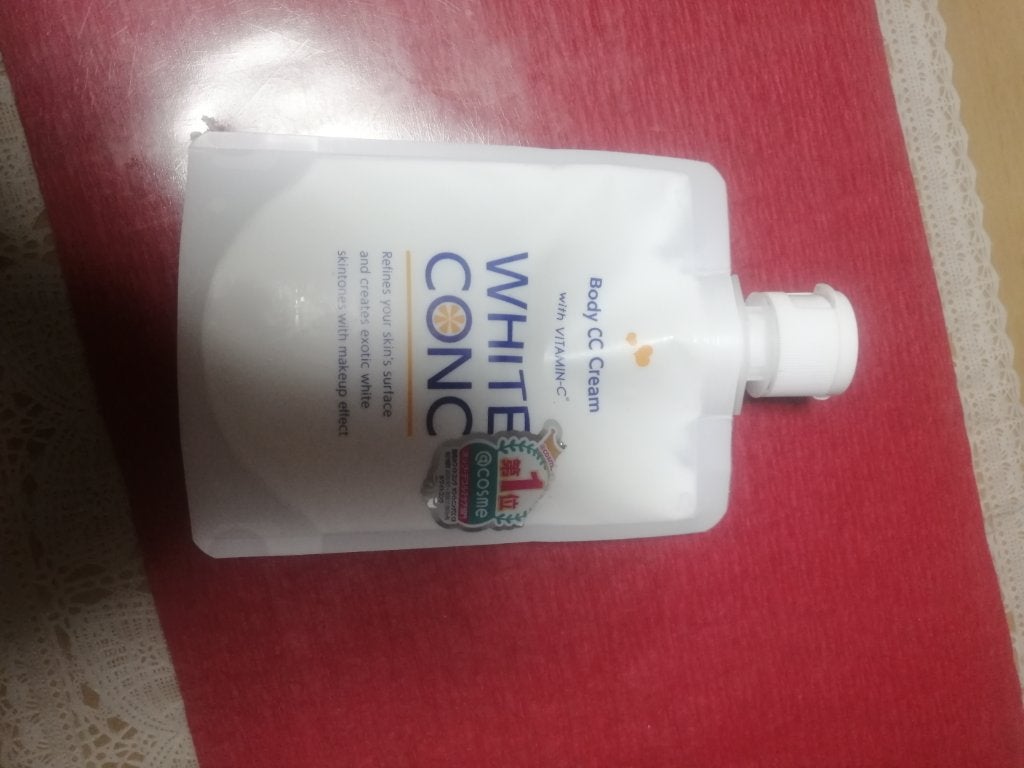 Body CC Cream
with VITAMIN-C*
WHITE
CONC
Refines your skin's surface
and creates exotic white
skintones with makeup effect
第1位
@cosme